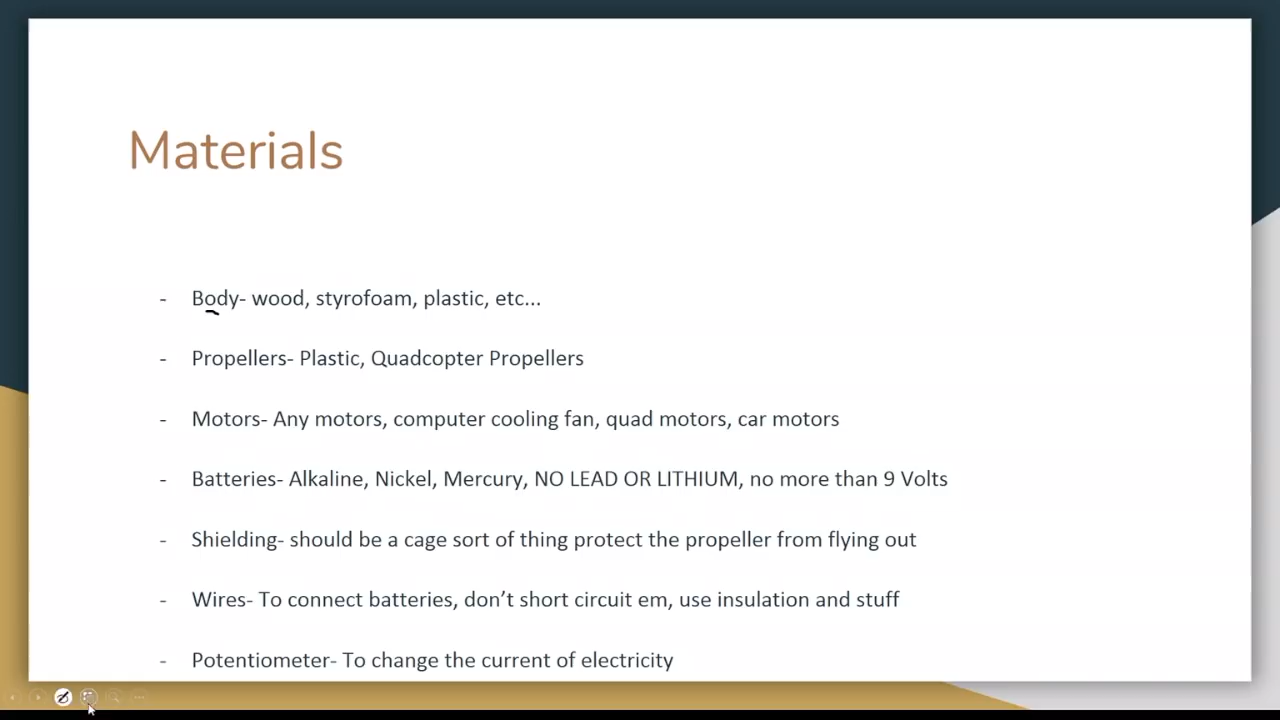 Materials
- Body- wood, styrofoam, plastic, etc...
- Propellers- Plastic, Quadcopter Propellers
- Motors- Any motors, computer cooling fan, quad motors, car motors
- Batteries- Alkaline, Nickel, Mercury, NO LEAD OR LITHIUM, no more than 9 Volts
- Shielding- should be a cage sort of thing protect the propeller from flying out
- Wires- To connect batteries, don’t short circuit em, use insulation and stuff
- Potentiometer- To change the current of electricity